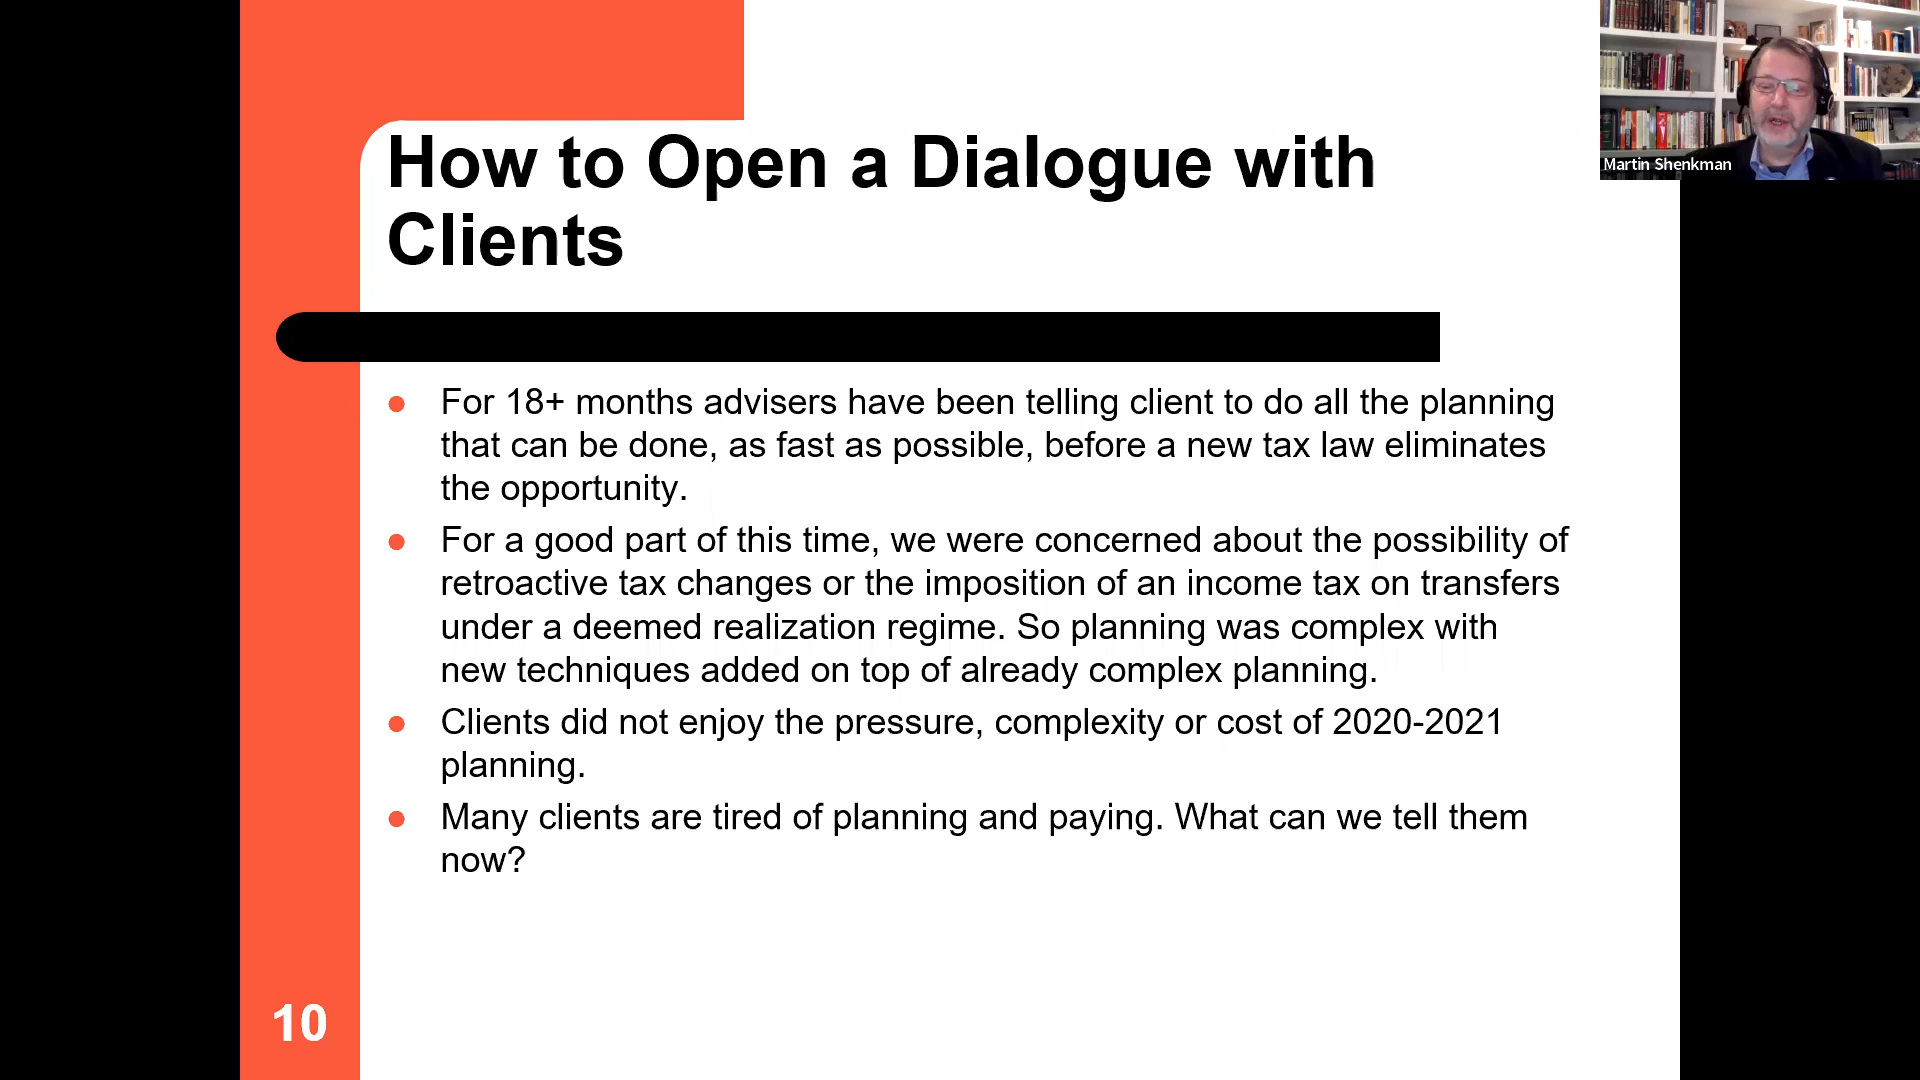 How to Open a Dialogue with
Clients
Martin Shenkman
For 18+ months advisers have been telling client to do all the planning
that can be done, as fast as possible, before a new tax law eliminates
the opportunity.
For a good part of this time, we were concerned about the possibility of
retroactive tax changes or the imposition of an income tax on transfers
under a deemed realization regime. So planning was complex with
new techniques added on top of already complex planning.
Clients did not enjoy the pressure, complexity or cost of 2020-2021
planning.
Many clients are tired of planning and paying. What can we tell them
now?
10